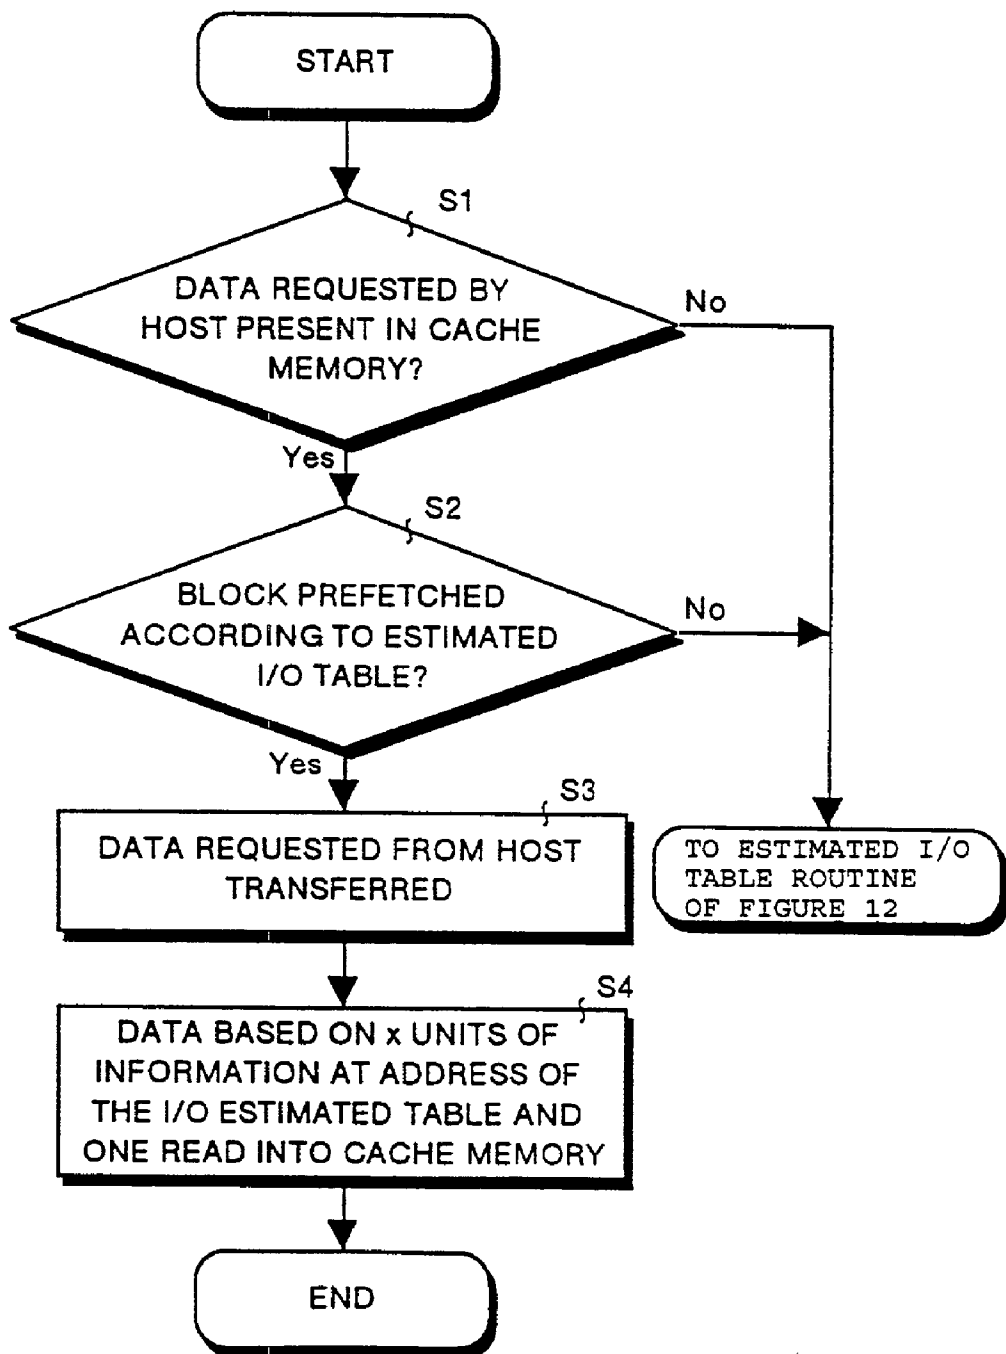 START
S1
DATA REQUESTED BY
HOST PRESENT IN CACHE
MEMORY?
No
Yes
S2
BLOCK PREFETCHED
ACCORDING TO ESTIMATED
I/O TABLE?
No
Yes
S3
DATA REQUESTED FROM HOST
TRANSFERRED
TO ESTIMATED I/O
TABLE ROUTINE
OF FIGURE 12
S4
DATA BASED ON x UNITS OF
INFORMATION AT ADDRESS OF
THE I/O ESTIMATED TABLE AND
ONE READ INTO CACHE MEMORY
END